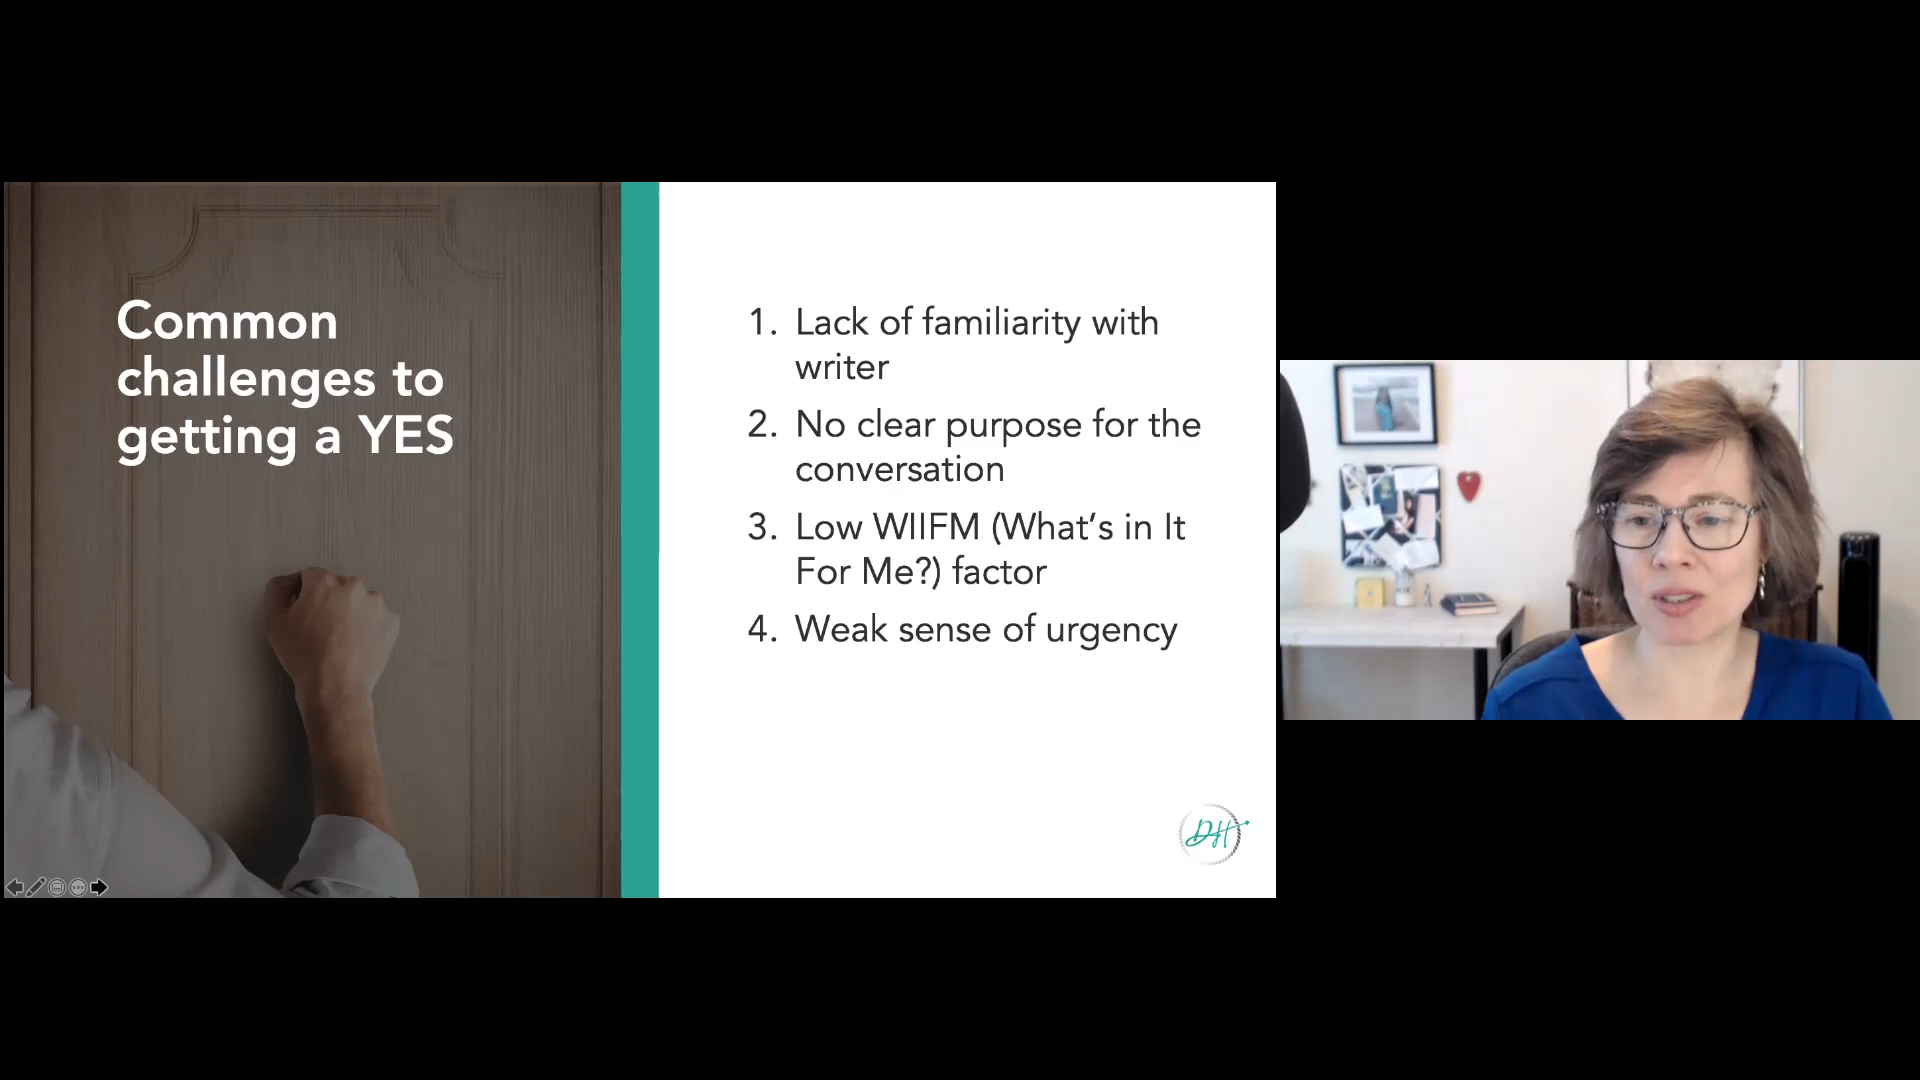 Common
challenges to
getting a YES
1. Lack of familiarity with
writer
2. No clear purpose for the
conversation
3. Low WIIFM (What’s in It
For Me?) factor
4. Weak sense of urgency
DH